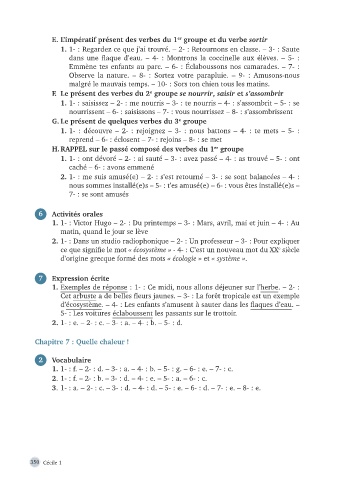 E. L'impératif présent des verbes du 1er groupe et du verbe sortir
1. 1- : Regardez ce que j'ai trouvé. – 2- : Retournons en classe. – 3- : Saute
dans une flaque d'eau. – 4- : Montrons la coccinelle aux élèves. – 5- :
Emmène tes enfants au parc. – 6- : Éclaboussons nos camarades. – 7- :
Observe la nature. – 8- : Sortez votre parapluie. – 9- : Amusons-nous
malgré le mauvais temps. – 10- : Sors ton chien tous les matins.
F. Le présent des verbes du 2e groupe se nourrir, saisir et s'assombrir
1. 1- : saisissez – 2- : me nourris – 3- : te nourris – 4- : s'assombrit – 5- : se
nourrissent – 6- : saisissons – 7- : vous nourrissez – 8- : s'assombrissent
G. Le présent de quelques verbes du 3e groupe
1. 1- : découvre – 2- : rejoignez – 3- : nous battons – 4- : te mets – 5- :
reprend – 6- : éclosent – 7- : rejoins – 8- : se met
H. RAPPEL sur le passé composé des verbes du 1er groupe
1. 1- : ont dévoré – 2- : ai sauté – 3- : avez passé – 4- : as trouvé – 5- : ont
caché – 6- : avons emmené
2. 1- : me suis amusé(e) – 2- : s'est retourné – 3- : se sont balancées – 4- :
nous sommes installé(e)s – 5- : t'es amusé(e) – 6- : vous êtes installé(e)s –
7- : se sont amusés
6 Activités orales
1. 1- : Victor Hugo – 2- : Du printemps – 3- : Mars, avril, mai et juin – 4- : Au
matin, quand le jour se lève
2. 1- : Dans un studio radiophonique – 2- : Un professeur – 3- : Pour expliquer
ce que signifie le mot « écosystème » - 4- : C'est un nouveau mot du XXe siècle
d'origine grecque formé des mots « écologie » et « système ».
7 Expression écrite
1. Exemples de réponse : 1- : Ce midi, nous allons déjeuner sur l'herbe. – 2- :
Cet arbuste a de belles fleurs jaunes. – 3- : La forêt tropicale est un exemple
d'écosystème. – 4- : Les enfants s'amusent à sauter dans les flaques d'eau. –
5- : Les voitures éclaboussent les passants sur le trottoir.
2. 1- : e. – 2- : c. – 3- : a. – 4- : b. – 5- : d.
Chapitre 7 : Quelle chaleur !
2 Vocabulaire
1. 1- : f. – 2- : d. – 3- : a. – 4- : b. – 5- : g. – 6- : e. – 7- : c.
2. 1- : f. – 2- : b. – 3- : d. – 4- : e. – 5- : a. – 6- : c.
3. 1- : a. – 2- : c. – 3- : d. – 4- : d. – 5- : e. – 6- : d. – 7- : e. – 8- : e.
350 Cécile 1